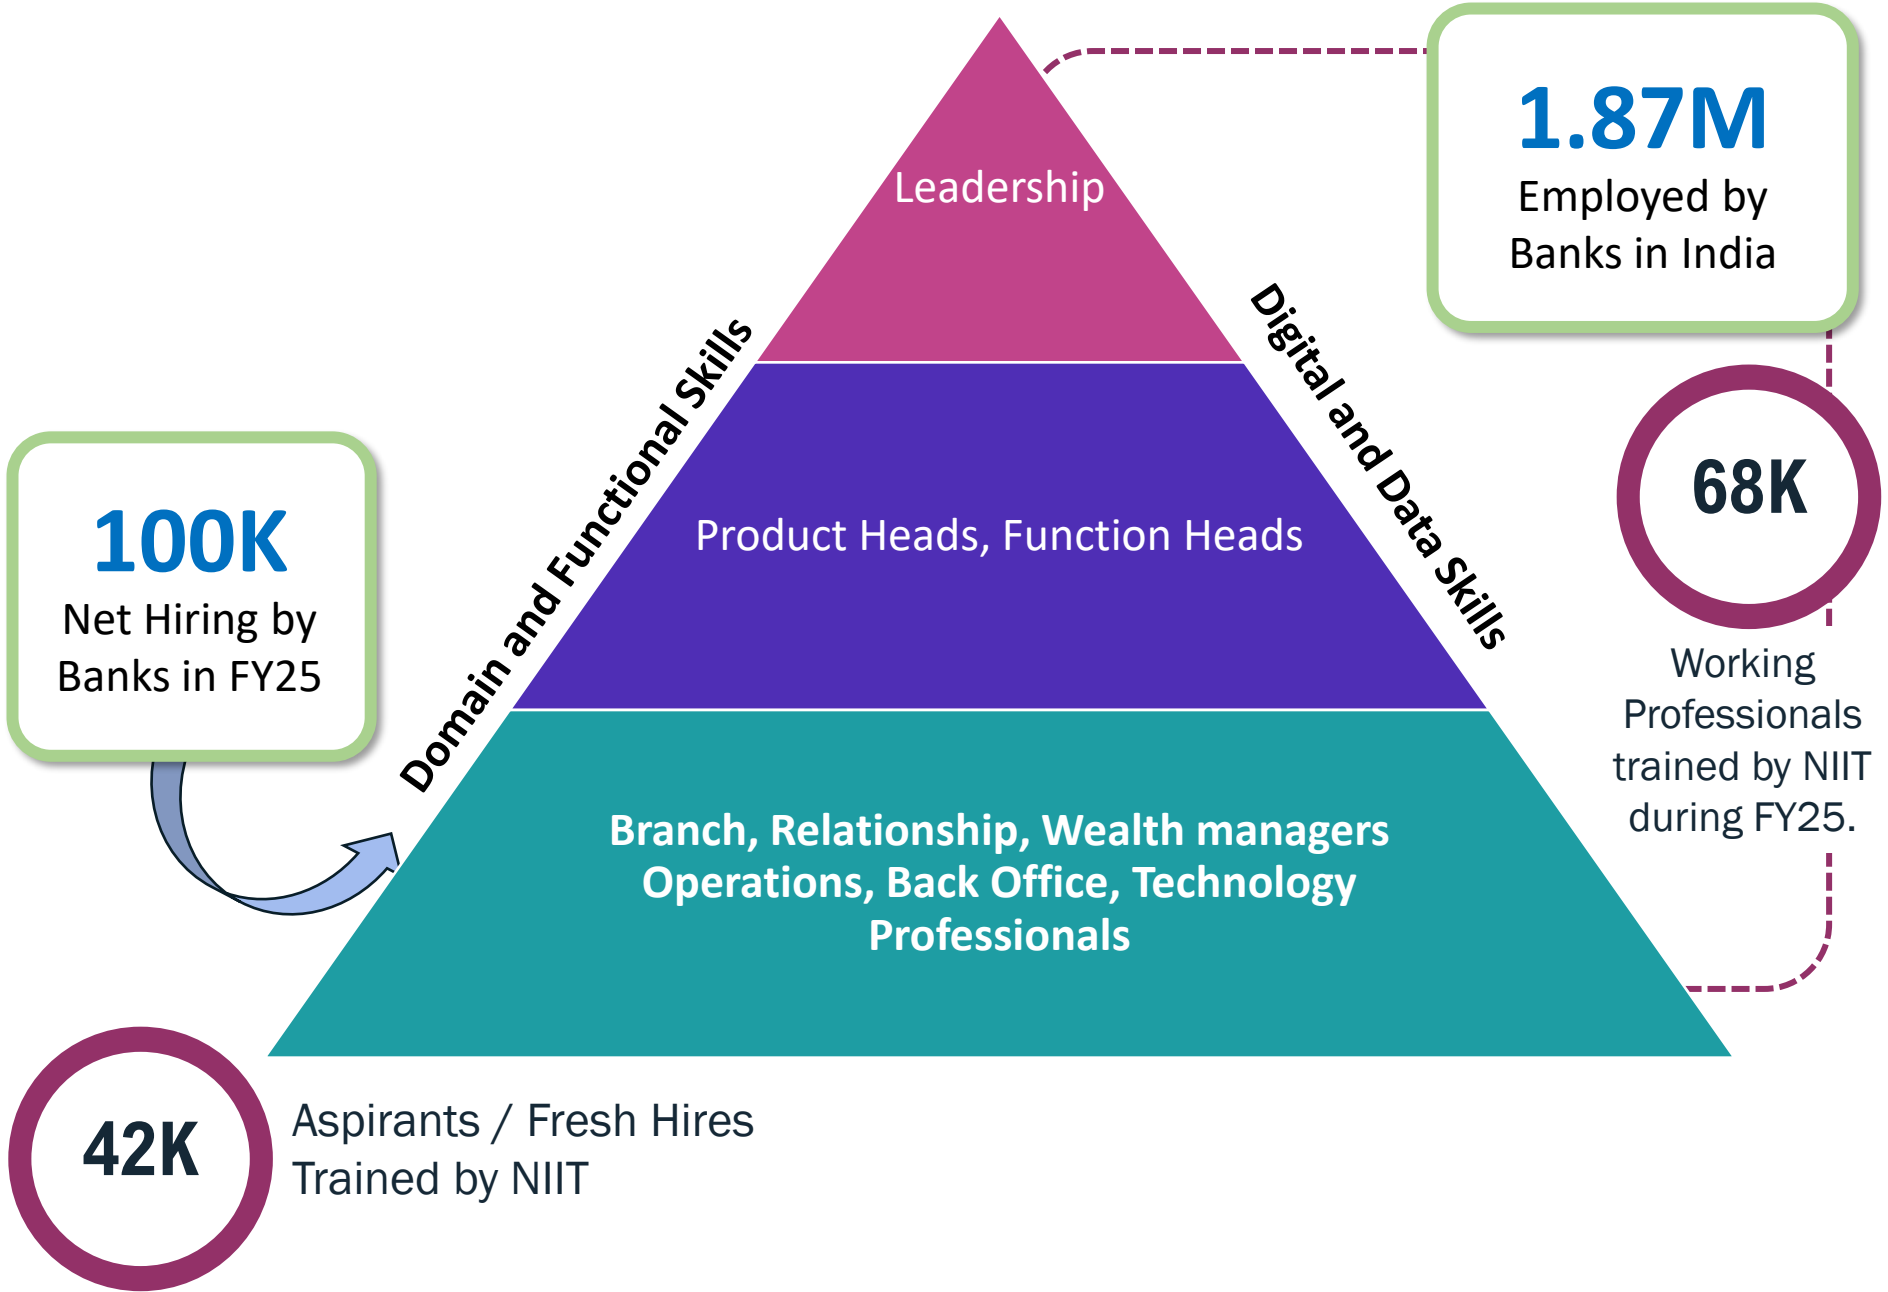 1.87M
Employed by
Banks in India
Leadership
Domain and Functional Skills
Digital and Data Skills
68K
Working
Professionals
trained by NIIT
during FY25.
100K
Net Hiring by
Banks in FY25
Product Heads, Function Heads
Branch, Relationship, Wealth managers
Operations, Back Office, Technology
Professionals
42K
Aspirants / Fresh Hires
Trained by NIIT